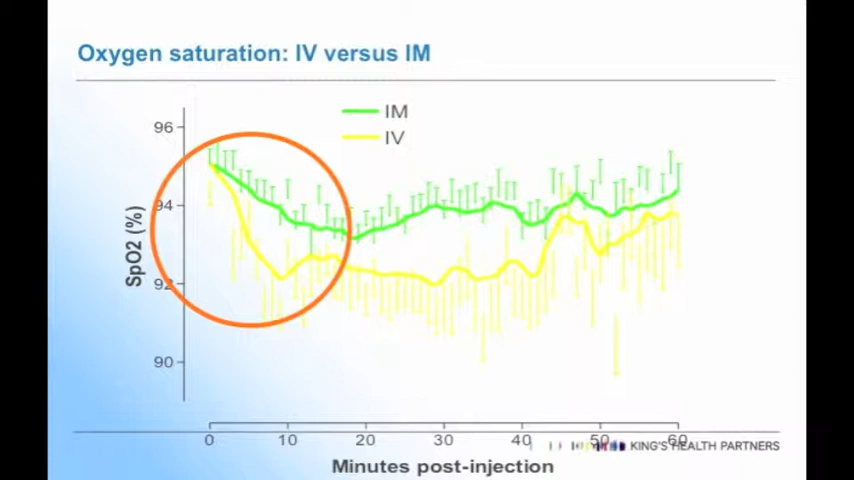 Oxygen saturation: IV versus IM
IM
IV
96
94
92
90
SpO2 (%)
0 10 20 30 40 50 60
KING'S HEALTH PARTNERS
Minutes post-injection